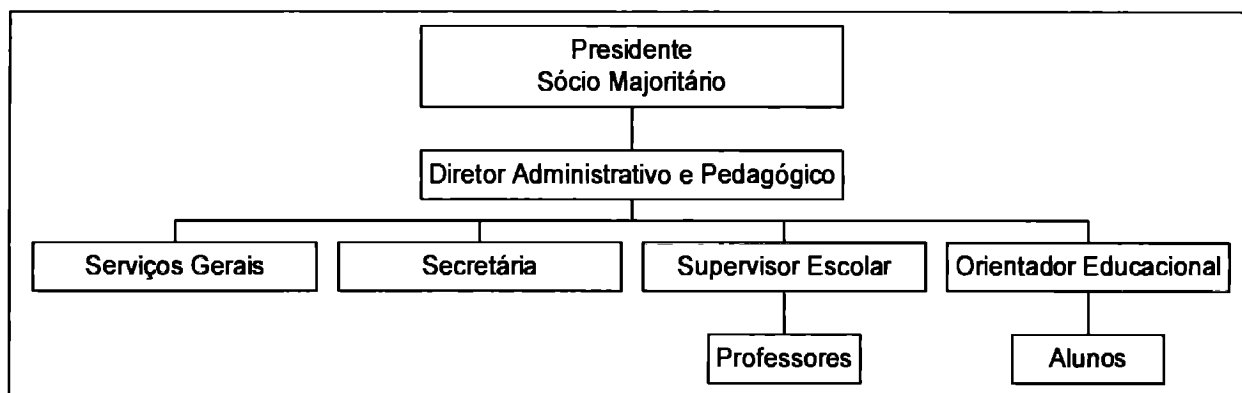 Presidente
Sócio Majoritário
Diretor Administrativo e Pedagógico
Serviços Gerais
Secretária
Supervisor Escolar
Orientador Educacional
Professores
Alunos